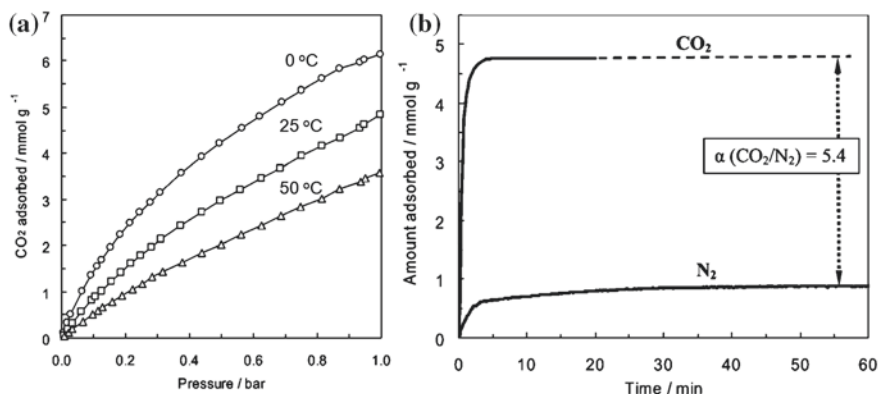 (a)
CO₂ adsorbed / mmol g⁻¹
7
6
5
4
3
2
1
0
0 °C
25 °C
50 °C
0.0 0.2 0.4 0.6 0.8 1.0
Pressure / bar
(b)
Amount adsorbed / mmol g⁻¹
5
4
3
2
1
0
CO₂
α (CO₂/N₂) = 5.4
N₂
0 10 20 30 40 50 60
Time / min